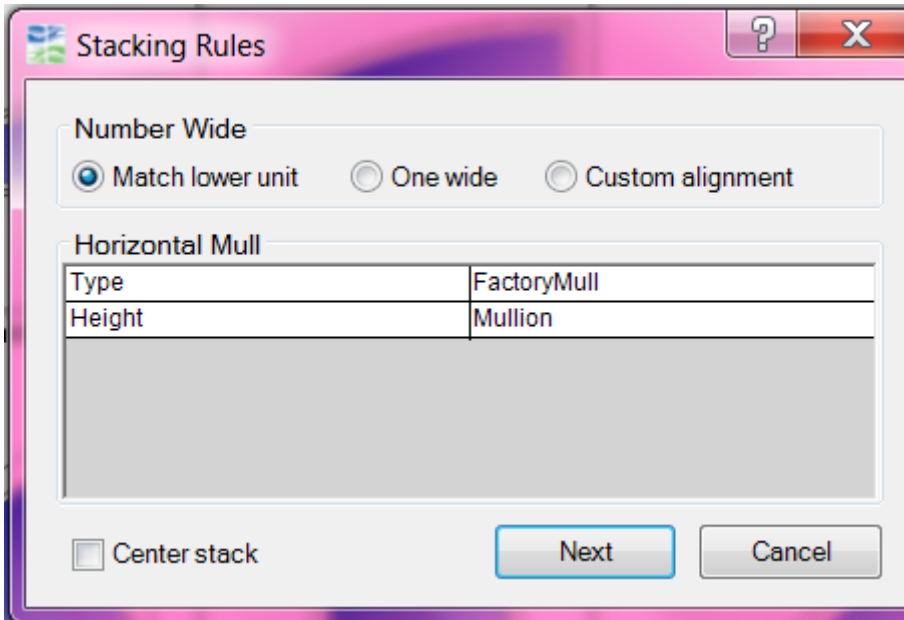 Stacking Rules
Number Wide
Match lower unit One wide Custom alignment
Horizontal Mull
Type FactoryMull
Height Mullion
Center stack Next Cancel